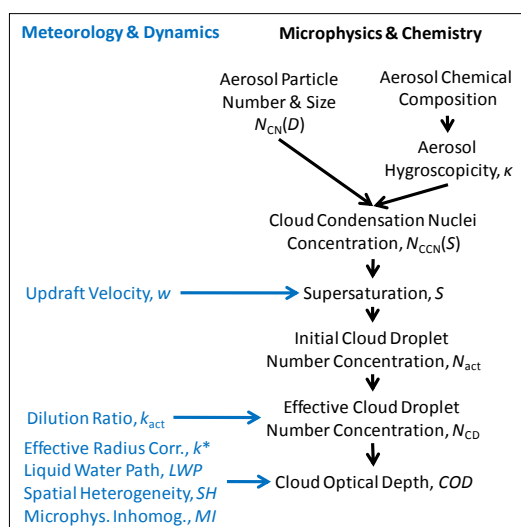 Meteorology & Dynamics
Microphysics & Chemistry
Aerosol Particle
Number & Size
N_CN(D)
Aerosol Chemical
Composition
Aerosol
Hygroscopicity, κ
Cloud Condensation Nuclei
Concentration, N_CCN(S)
Updraft Velocity, w
Supersaturation, S
Initial Cloud Droplet
Number Concentration, N_act
Dilution Ratio, k_act
Effective Cloud Droplet
Number Concentration, N_CD
Effective Radius Corr., k*
Liquid Water Path, LWP
Spatial Heterogeneity, SH
Microphys. Inhomog., MI
Cloud Optical Depth, COD